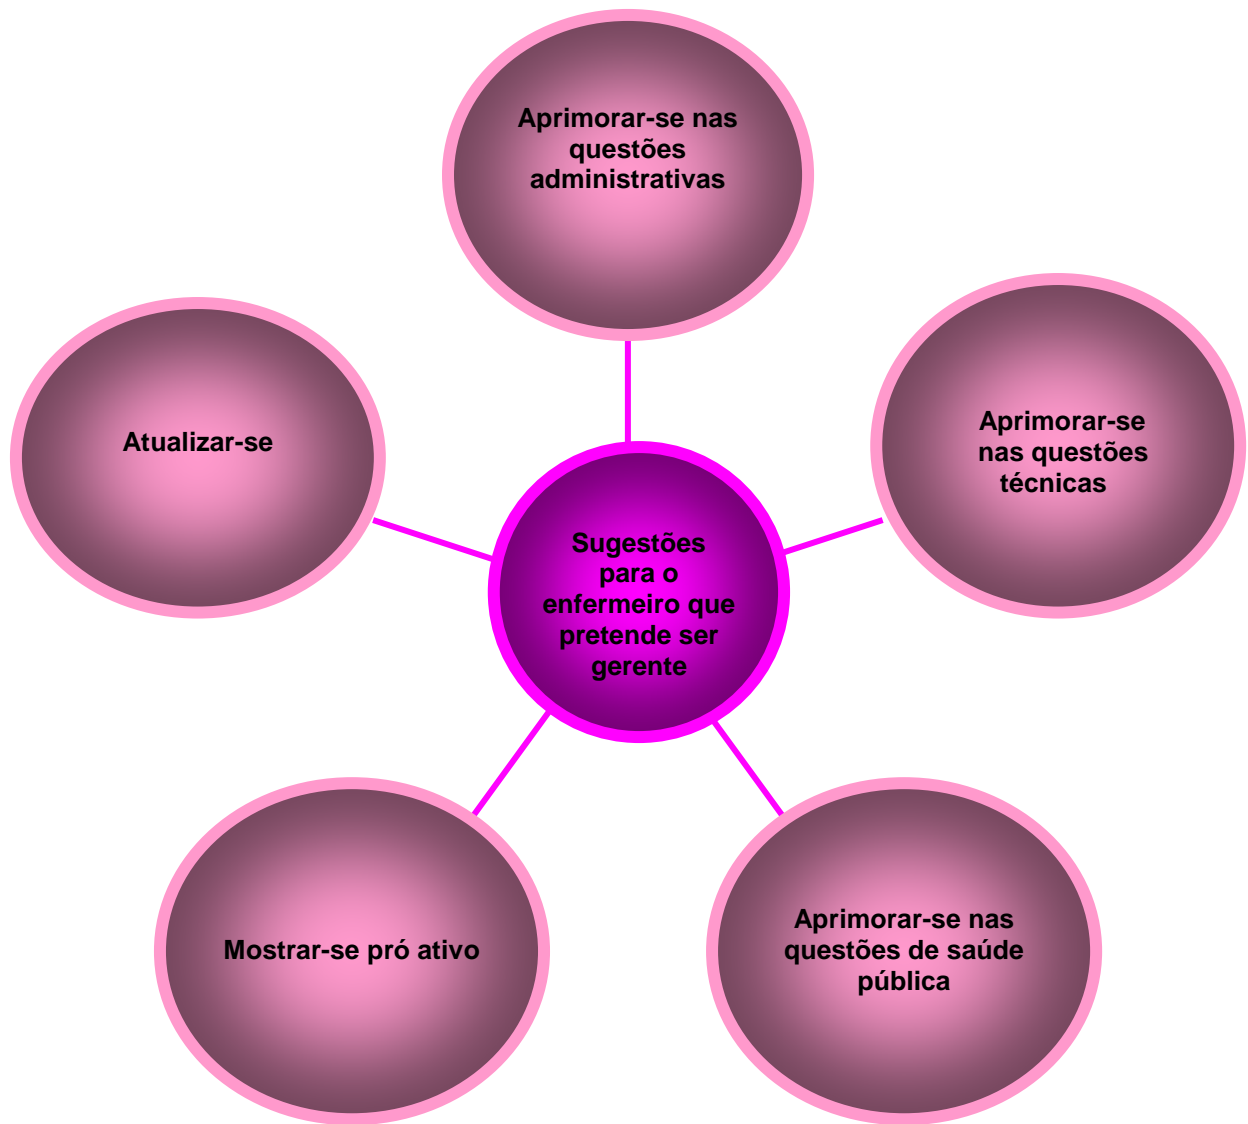 Aprimorar-se nas
questões
administrativas
Atualizar-se
Aprimorar-se
nas questões
técnicas
Sugestões
para o
enfermeiro que
pretende ser
gerente
Mostrar-se pró ativo
Aprimorar-se nas
questões de saúde
pública